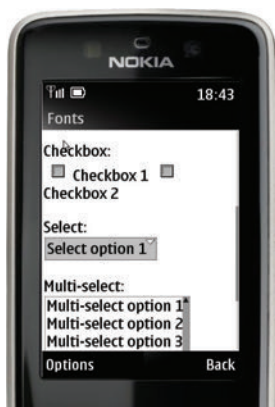 NOKIA
18:43
Fonts
Checkbox:
Checkbox 1
Checkbox 2
Select:
Select option 1
Multi-select:
Multi-select option 1
Multi-select option 2
Multi-select option 3
Options Back